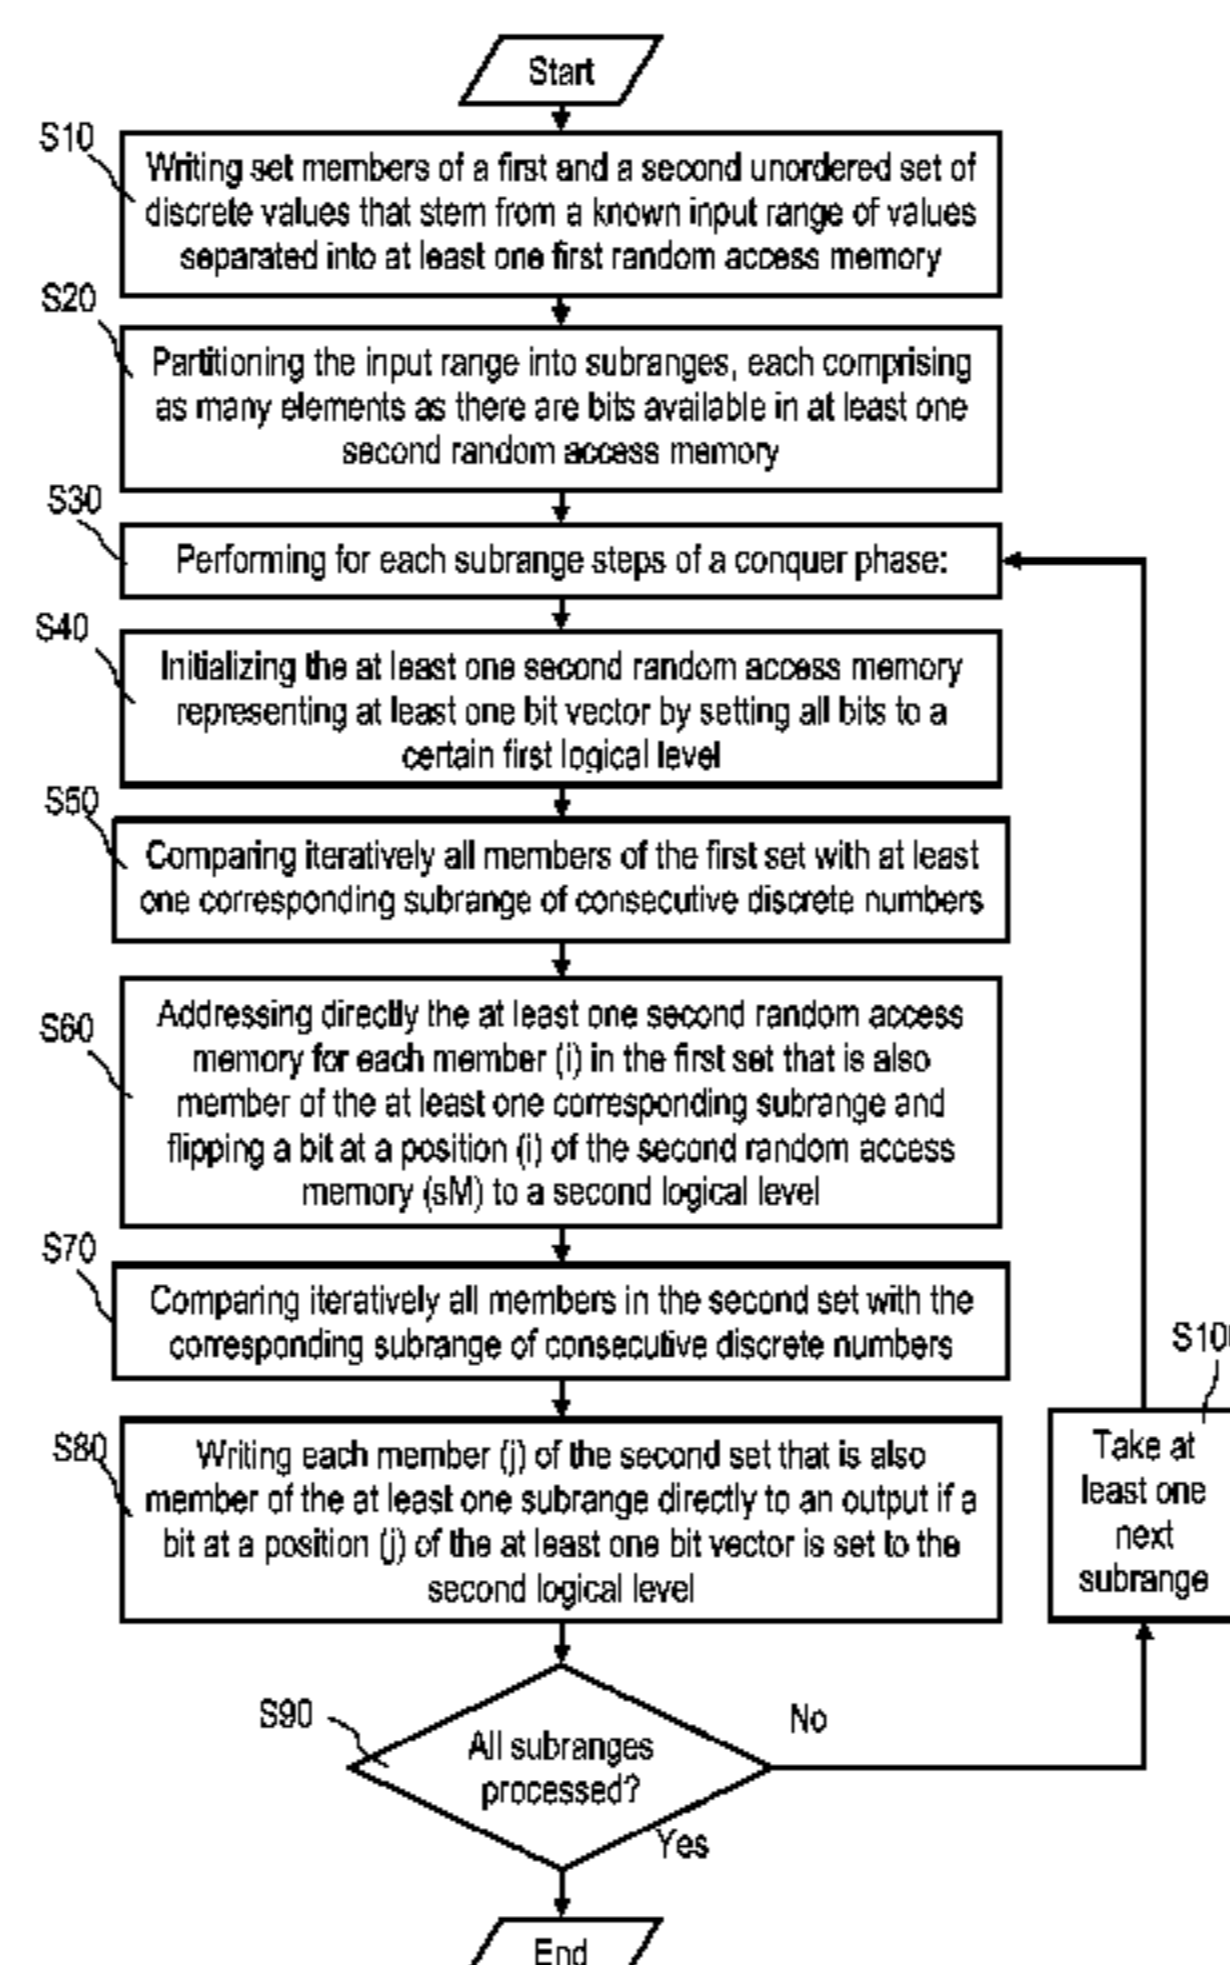 Start
S10
Writing set members of a first and a second unordered set of
discrete values that stem from a known input range of values
separated into at least one first random access memory
S20
Partitioning the input range into subranges, each comprising
as many elements as there are bits available in at least one
second random access memory
S30
Performing for each subrange steps of a conquer phase:
S40
Initializing the at least one second random access memory
representing at least one bit vector by setting all bits to a
certain first logical level
S50
Comparing iteratively all members of the first set with at least
one corresponding subrange of consecutive discrete numbers
S60
Addressing directly the at least one second random access
memory for each member (i) in the first set that is also
member of the at least one corresponding subrange and
flipping a bit at a position (i) of the second random access
memory (sM) to a second logical level
S70
Comparing iteratively all members in the second set with the
corresponding subrange of consecutive discrete numbers
S80
Writing each member (j) of the second set that is also
member of the at least one subrange directly to an output if a
bit at a position (j) of the at least one bit vector is set to the
second logical level
S90
All subranges
processed?
No
Yes
Take at
least one
next
subrange
End